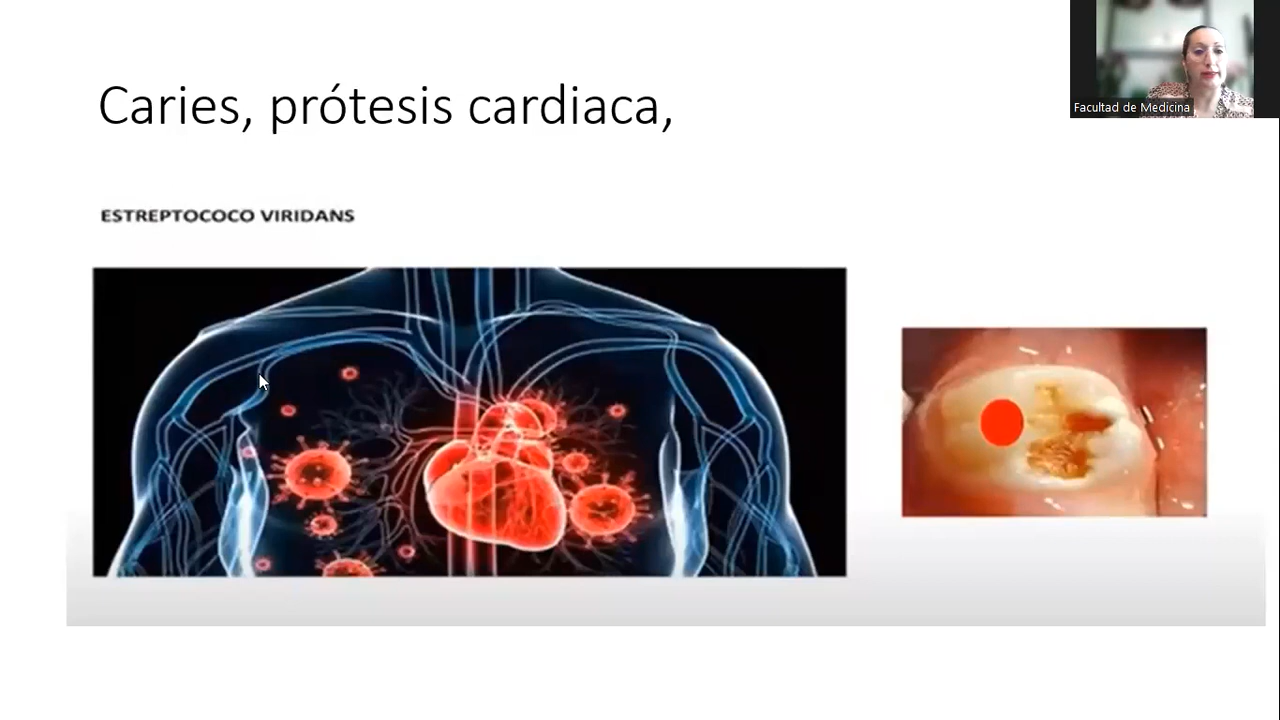 Caries, prótesis cardiaca,
Facultad de Medicina
ESTREPTOCOCO VIRIDANS